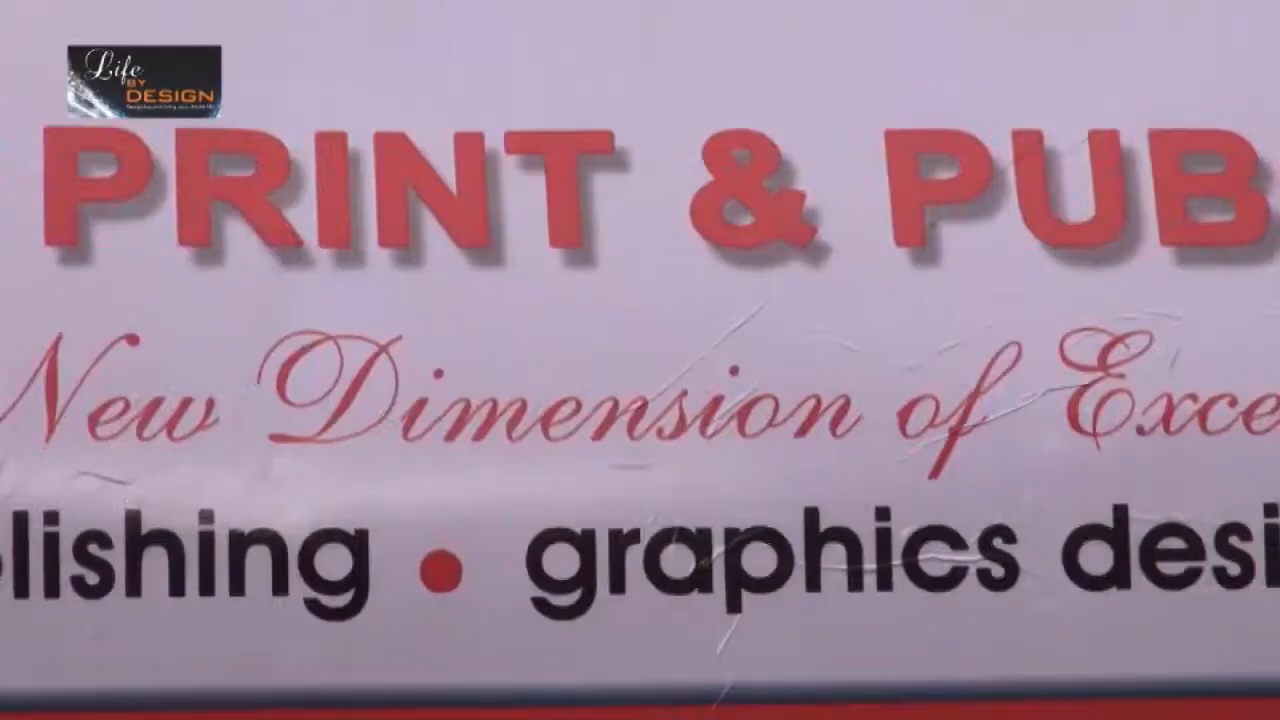 Life
BY
DESIGN
PRINT & PUB
New Dimension of Exce
lishing • graphics desi